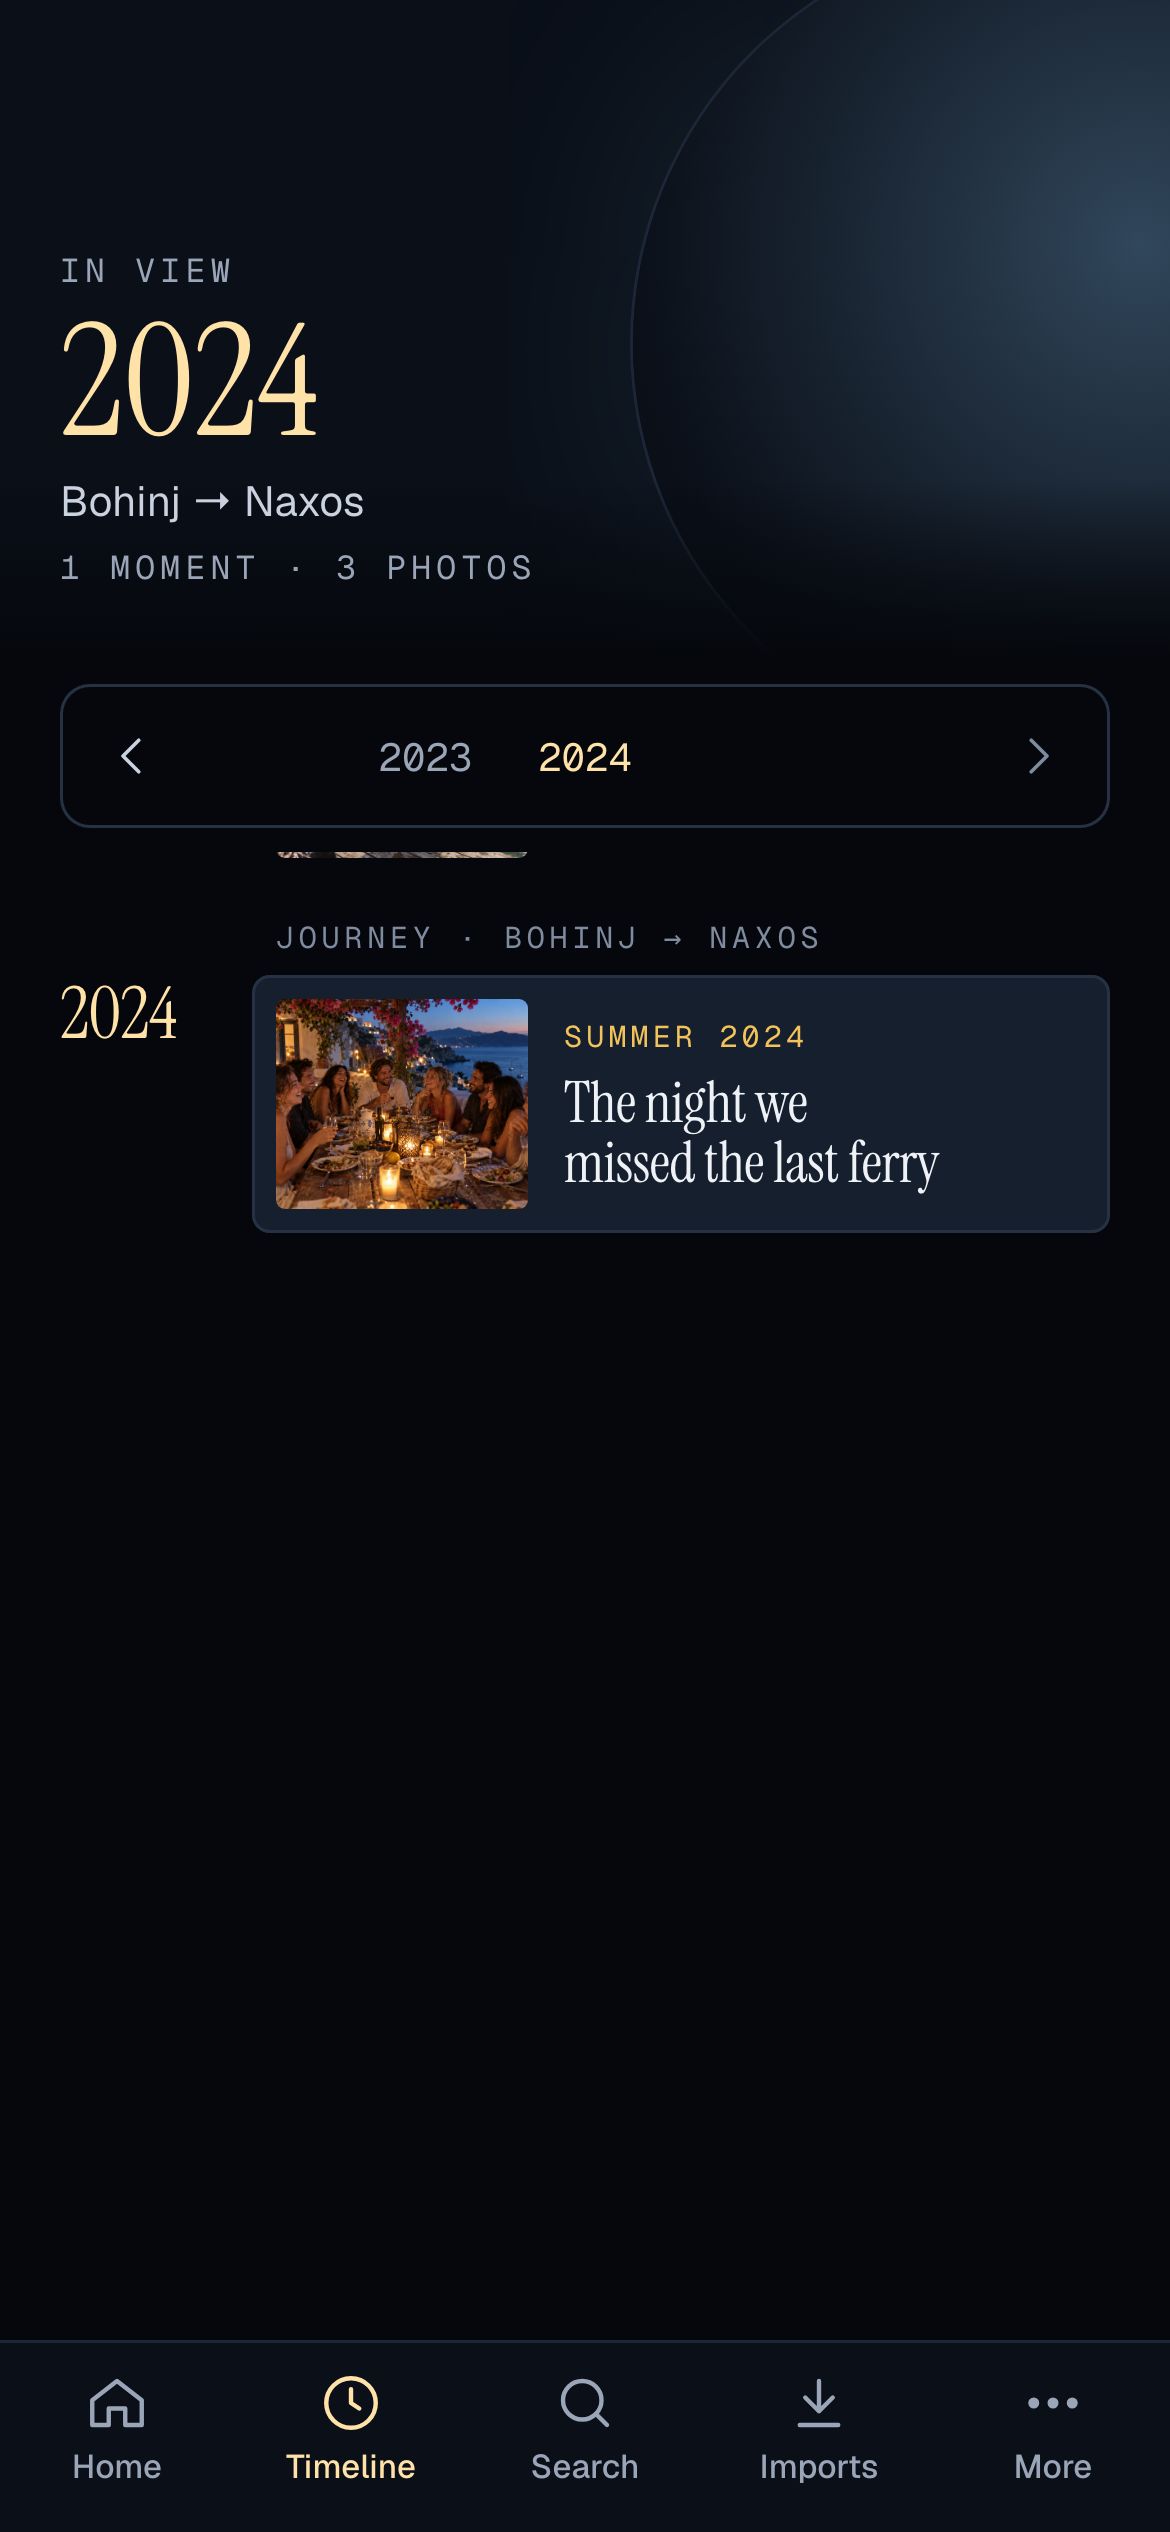 IN VIEW
2024
Bohinj → Naxos
1 MOMENT · 3 PHOTOS
2023 2024
JOURNEY · BOHINJ → NAXOS
2024
SUMMER 2024
The night we
missed the last ferry
Home Timeline Search Imports More